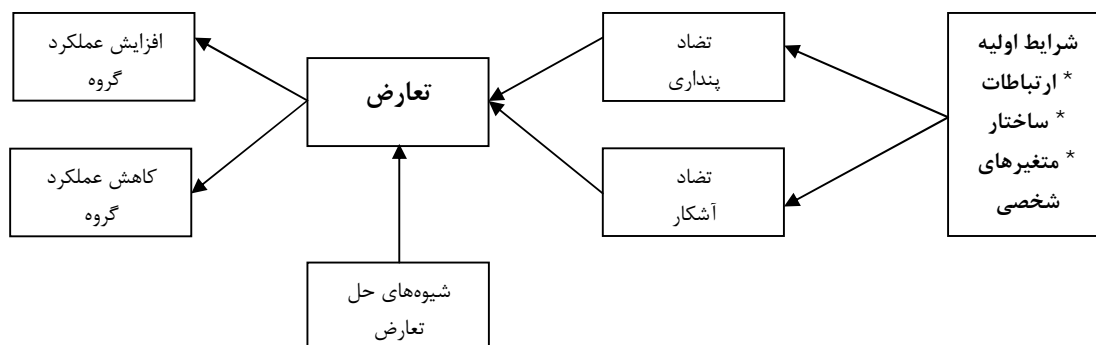 شرایط اولیه
* ارتباطات
* ساختار
* متغیرهای
شخصی
تضاد
پنداری
تضاد
آشکار
تعارض
شیوه‌های حل
تعارض
افزایش عملکرد
گروه
کاهش عملکرد
گروه